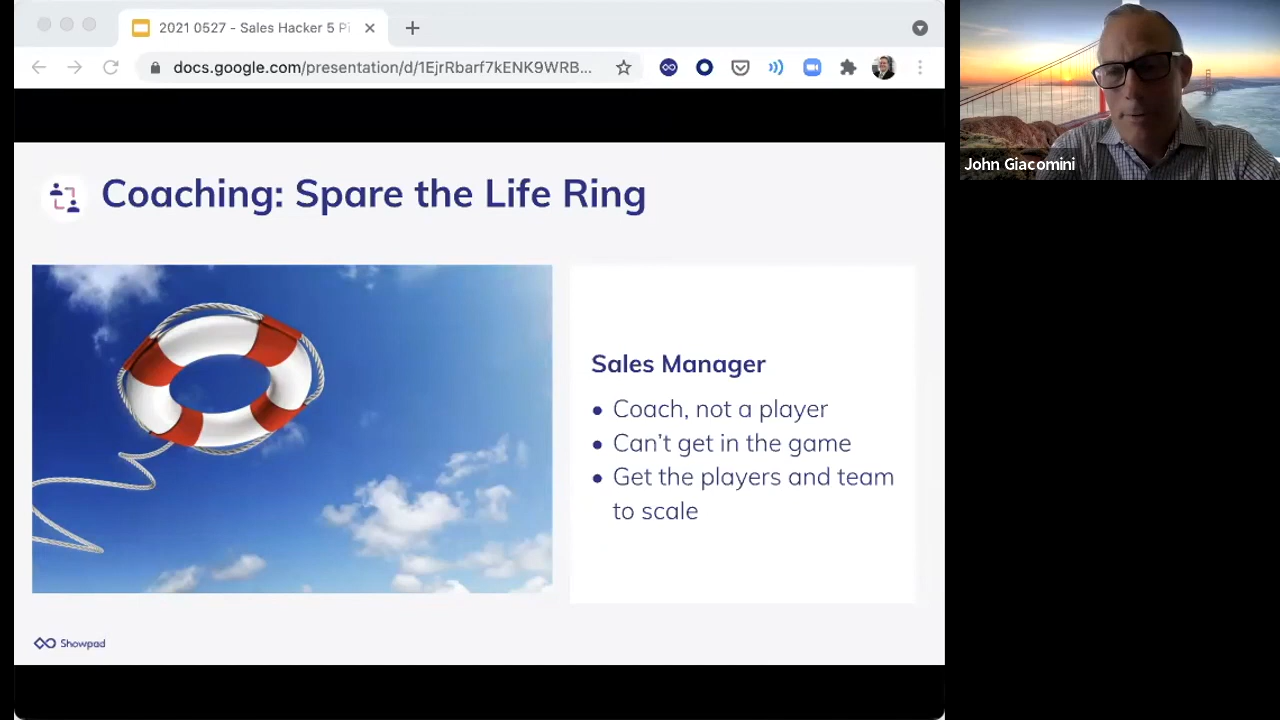 2021 0527 - Sales Hacker 5 Pi
docs.google.com/presentation/d/1EjrRbarf7kENK9WRB...
John Giacomini
Coaching: Spare the Life Ring
Sales Manager
• Coach, not a player
• Can't get in the game
• Get the players and team
to scale
Showpad